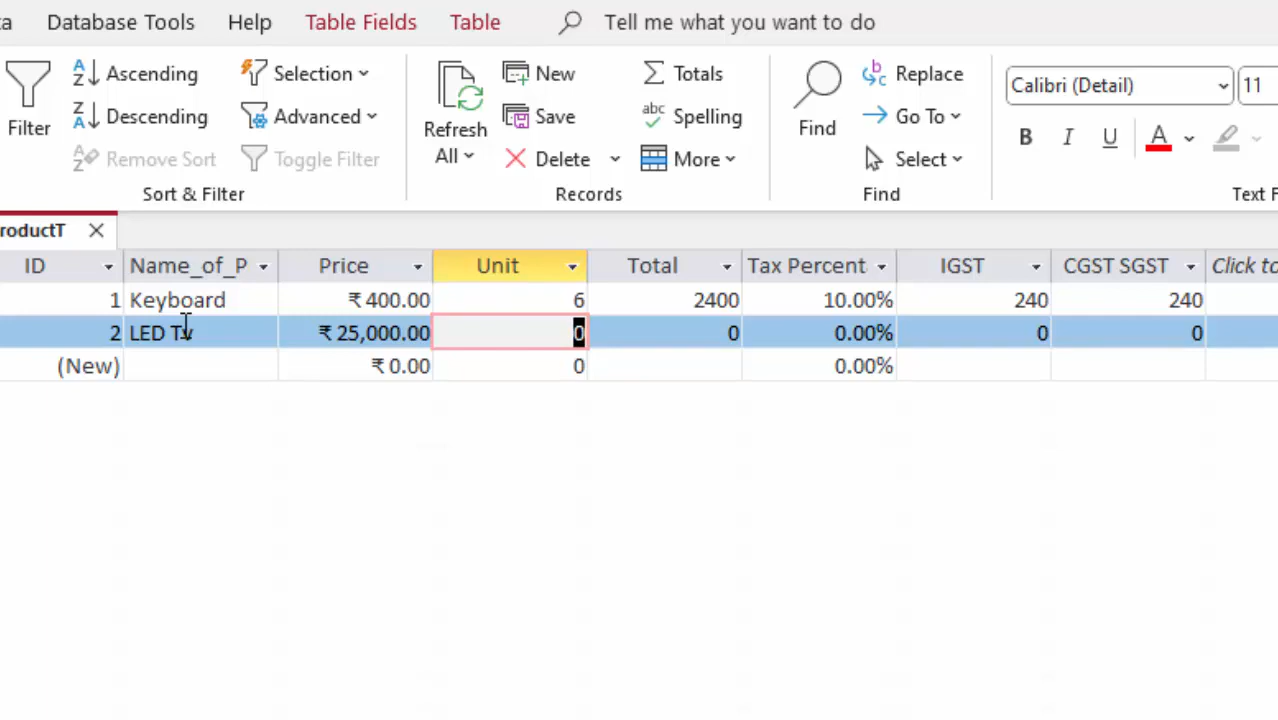 a Database Tools Help Table Fields Table Tell me what you want to do
Filter
Ascending
Descending
Remove Sort
Selection
Advanced
Toggle Filter
Sort & Filter
Refresh
All
New
Save
Delete
Totals
Spelling
More
Records
Find
Replace
Go To
Select
Find
Calibri (Detail) 11
B I U A
Text F
roductT
ID Name_of_P Price Unit Total Tax Percent IGST CGST SGST Click to
1 Keyboard ₹ 400.00 6 2400 10.00% 240 240
2 LED Tv ₹ 25,000.00 0 0 0.00% 0 0
(New) ₹ 0.00 0 0.00%